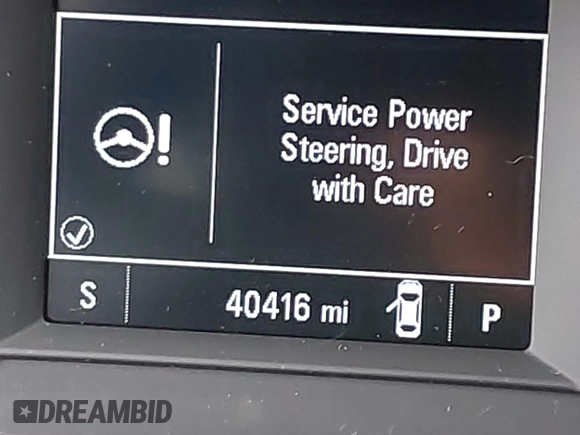 Service Power
Steering, Drive
with Care
S
40416 mi
P
DREAMBID